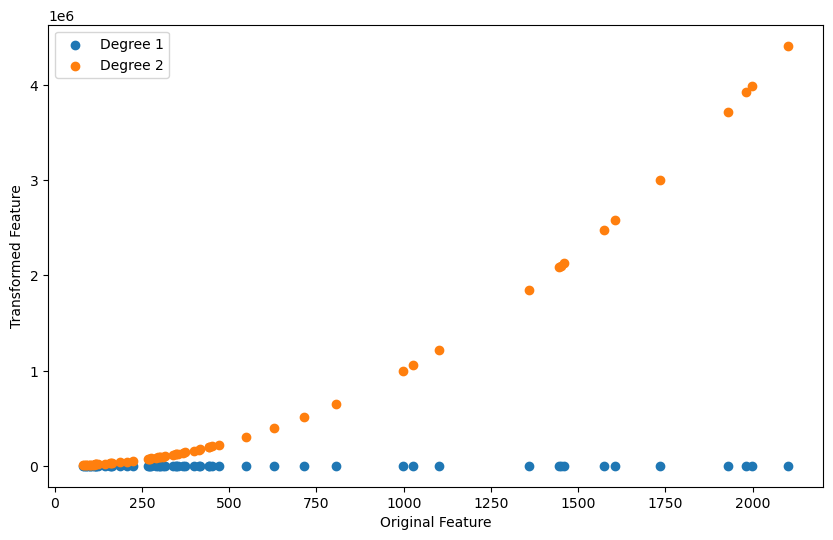 1e6
Degree 1
Degree 2
4
3
2
1
0
Transformed Feature
0
250
500
750
1000
1250
1500
1750
2000
Original Feature